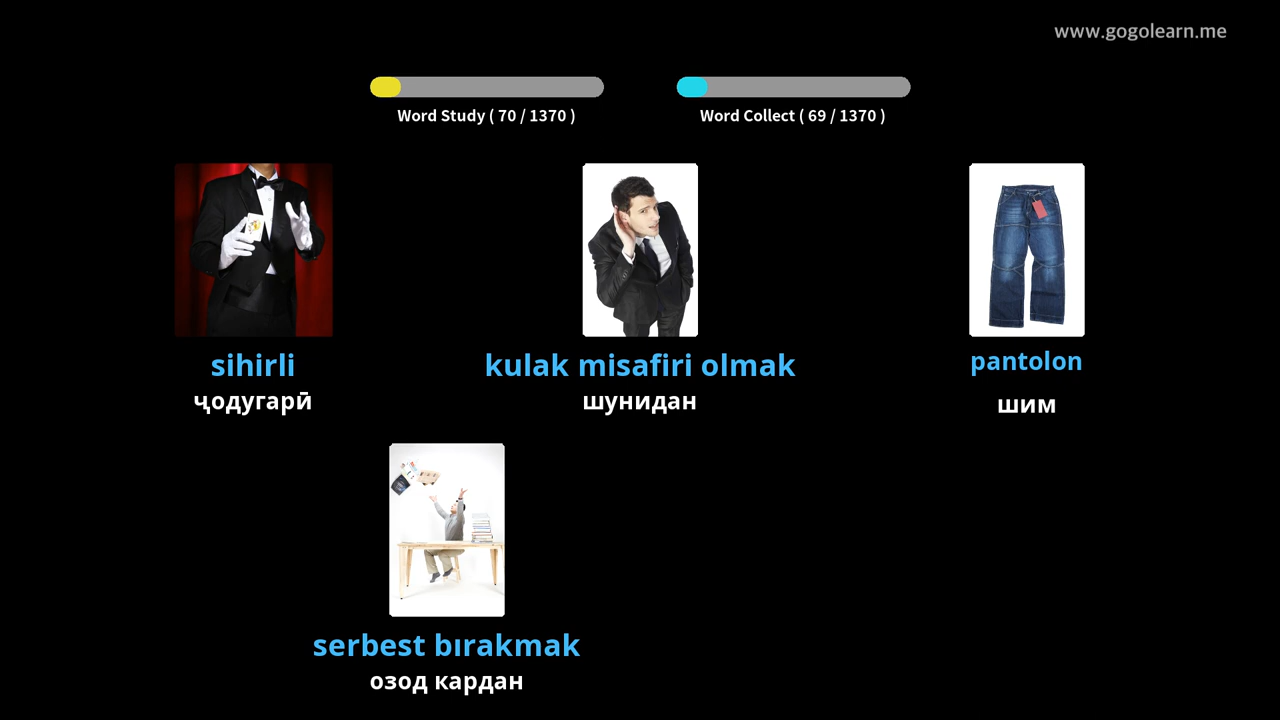 www.gogolearn.me
Word Study ( 70 / 1370 )
Word Collect ( 69 / 1370 )
sihirli
ҷодугарӣ
kulak misafiri olmak
шунидан
pantolon
шим
serbest bırakmak
озод кардан